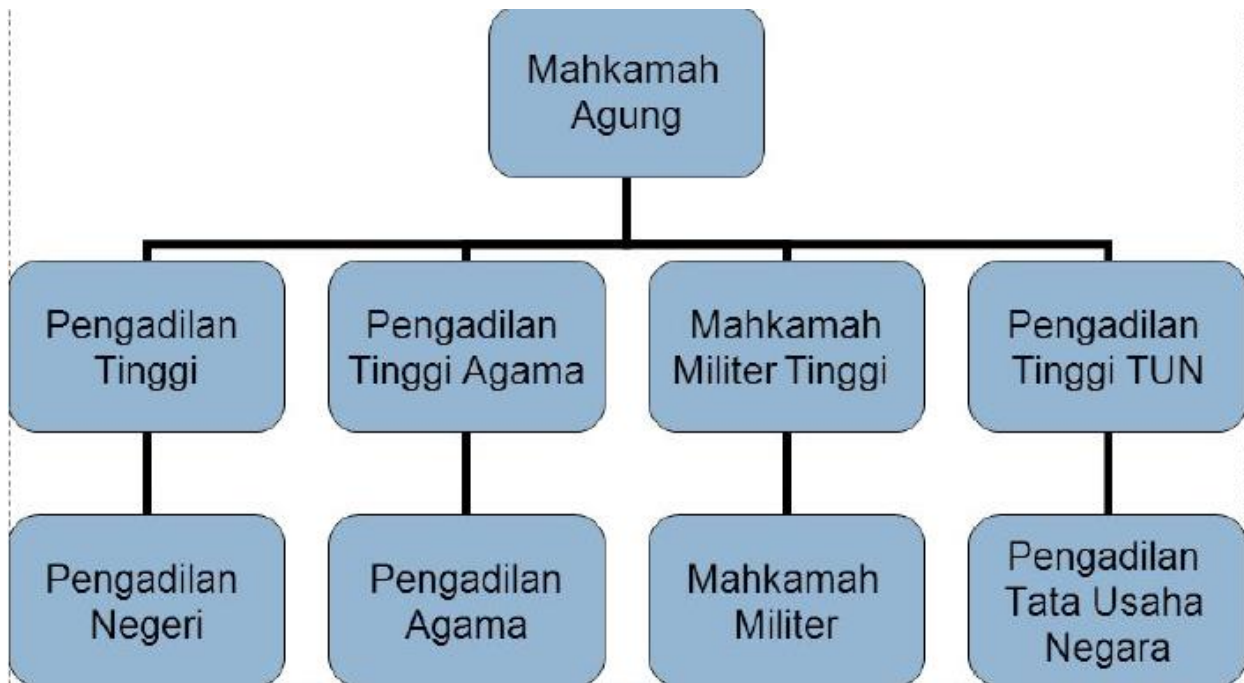 Mahkamah
Agung
Pengadilan
Tinggi
Pengadilan
Tinggi Agama
Mahkamah
Militer Tinggi
Pengadilan
Tinggi TUN
Pengadilan
Negeri
Pengadilan
Agama
Mahkamah
Militer
Pengadilan
Tata Usaha
Negara